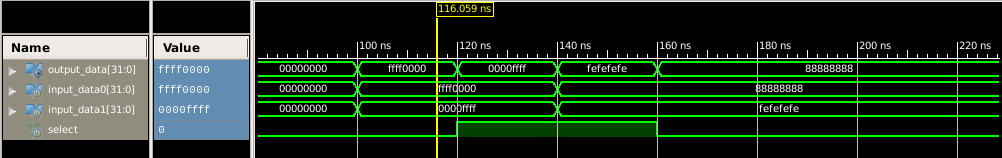 116.059 ns
Name Value 100 ns 120 ns 140 ns 160 ns 180 ns 200 ns 220 ns
output_data[31:0] ffff0000 00000000 ffff0000 0000ffff fefefefe 88888888
input_data0[31:0] ffff0000 00000000 ffff0000 88888888
input_data1[31:0] 0000ffff 00000000 0000ffff fefefefe
select 0